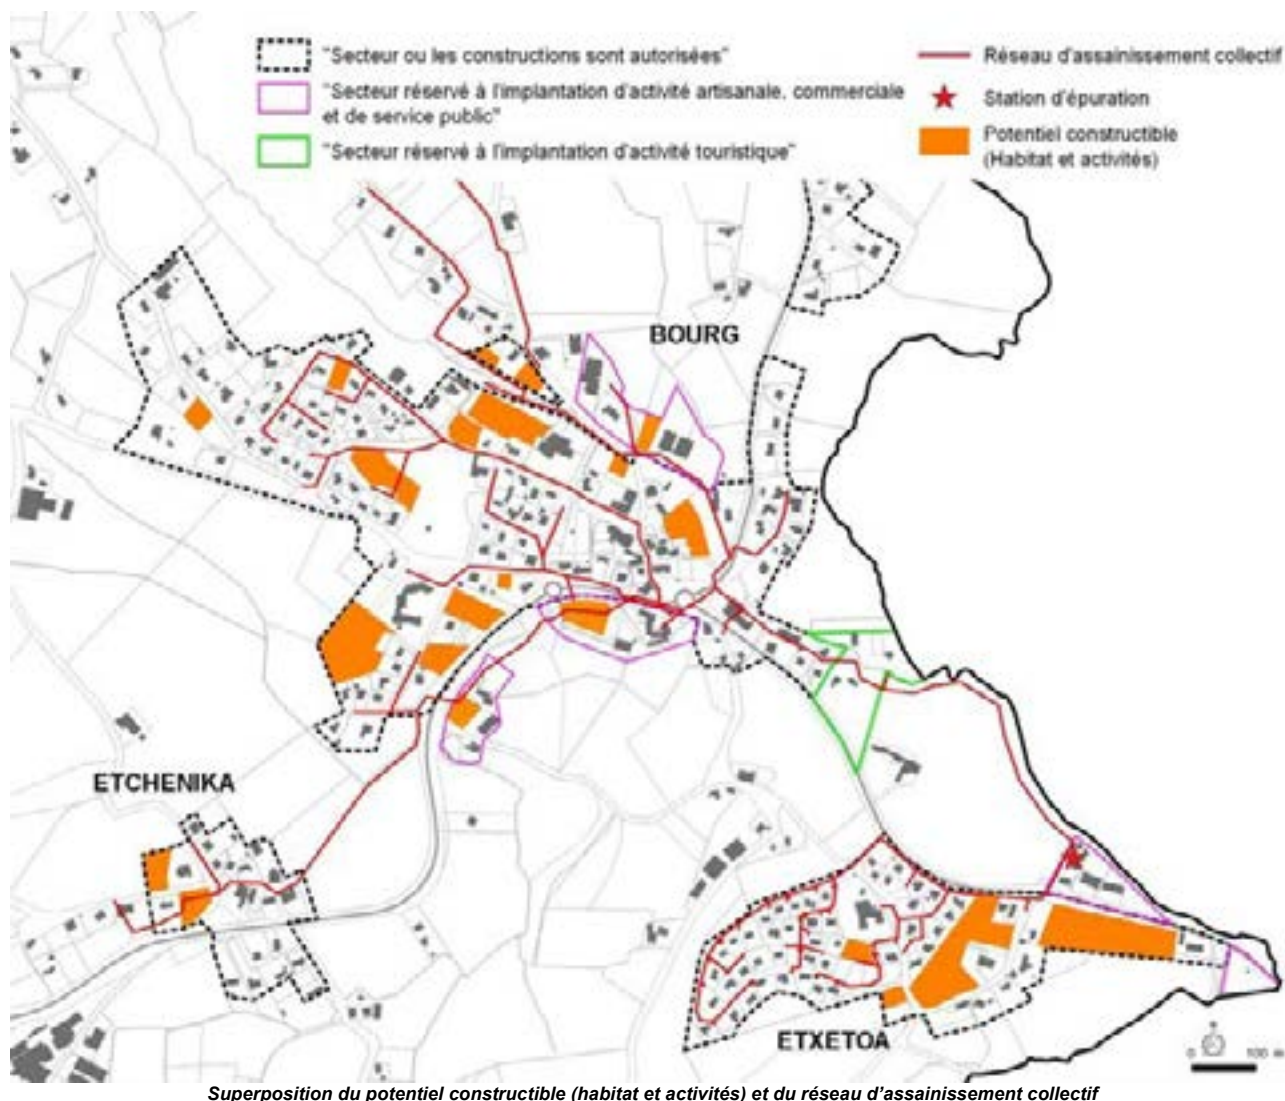 "Secteur ou les constructions sont autorisées"
"Secteur réservé à l'implantation d'activité artisanale, commerciale
et de service public"
"Secteur réservé à l'implantation d'activité touristique"
Réseau d'assainissement collectif
Station d'épuration
Potentiel constructible
(Habitat et activités)
BOURG
ETCHENIKA
ETXETOA
0 100 m
Superposition du potentiel constructible (habitat et activités) et du réseau d'assainissement collectif